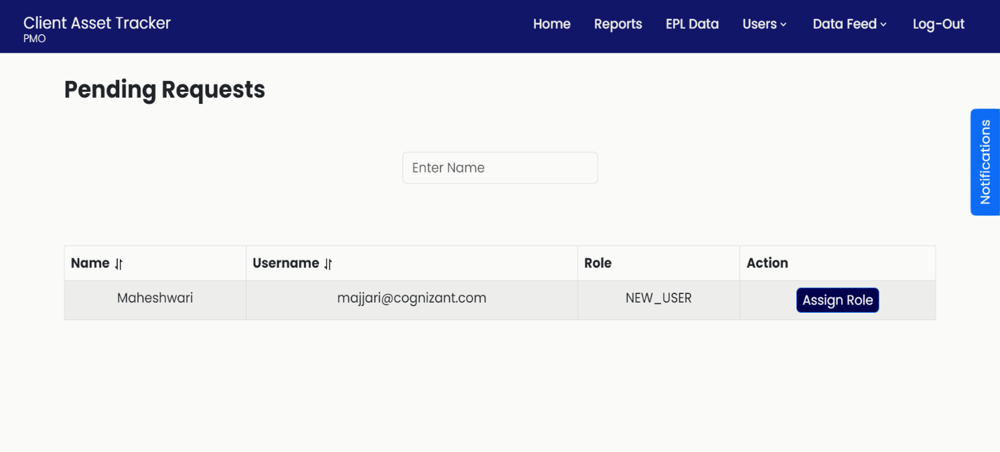 Client Asset Tracker
PMO
Home Reports EPL Data Users Data Feed Log-Out
Pending Requests
Notifications
Enter Name
Name Username Role Action
Maheshwari majjari@cognizant.com NEW_USER Assign Role